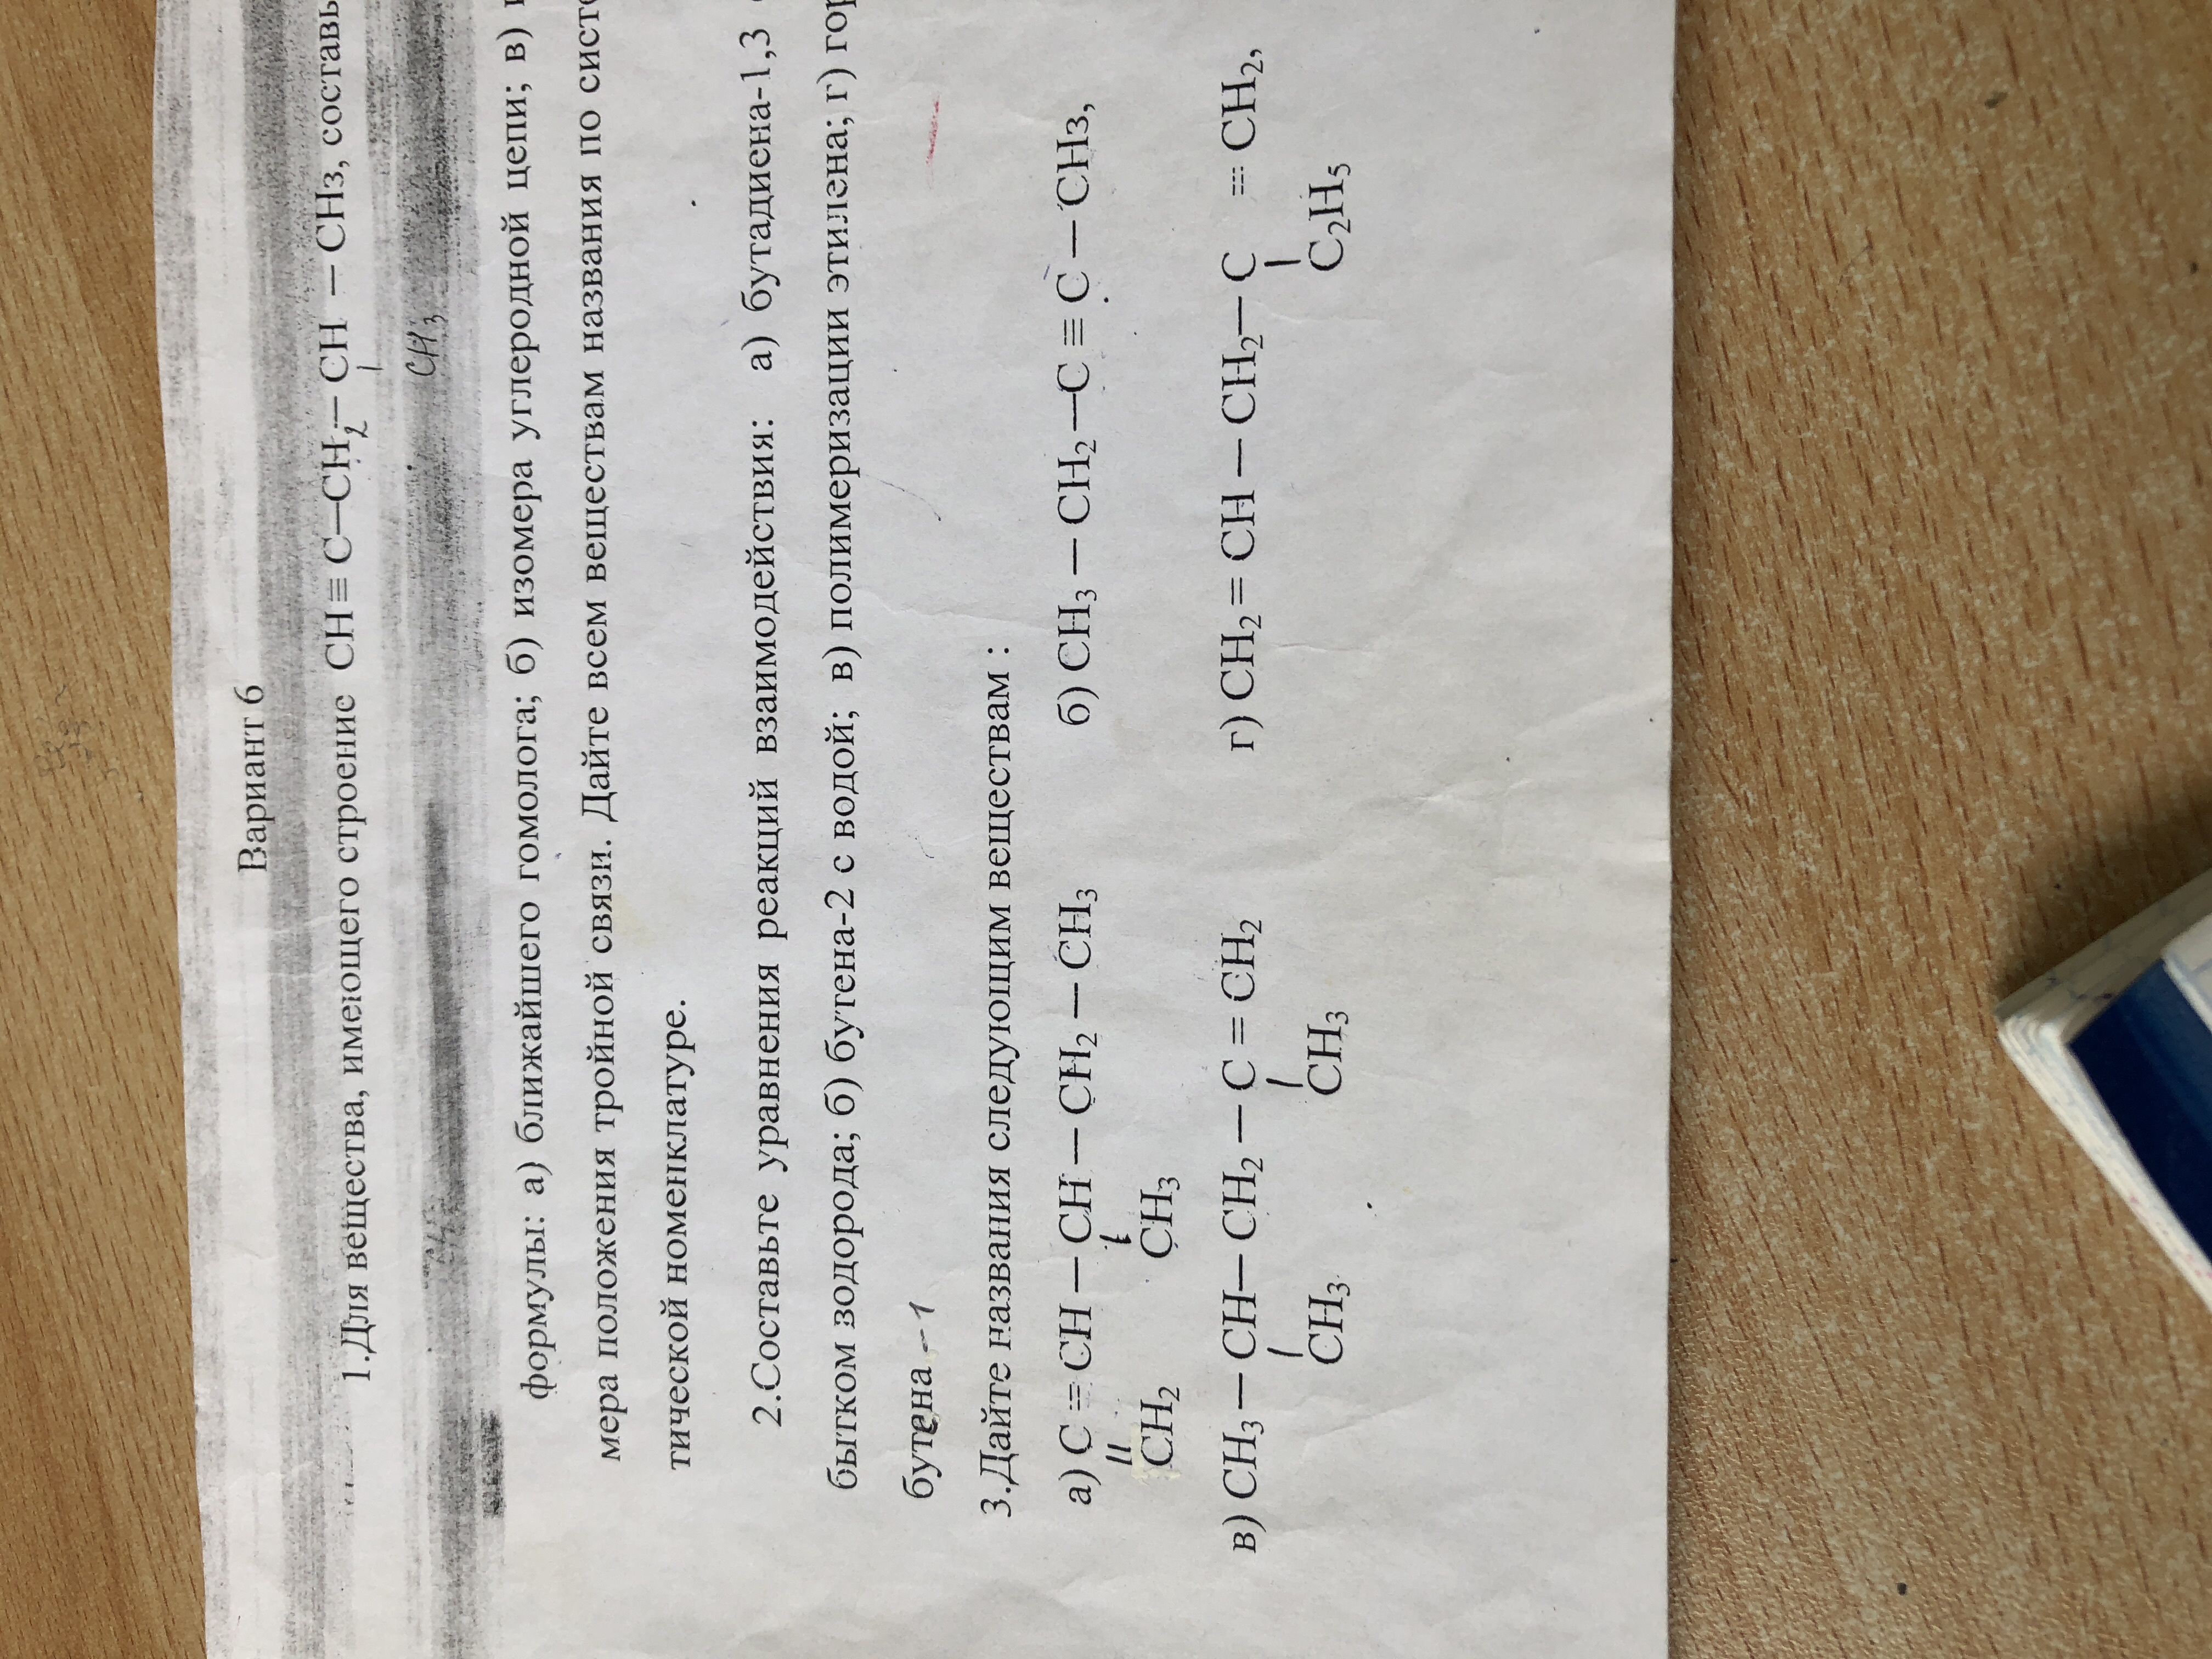 Вариант 6
1.Для вещества, имеющего строение CH ≡ C–CH2– CH – CH3, составь
CH3
формулы: а) ближайшего гомолога; б) изомера углеродной цепи; в)
мера положения тройной связи. Дайте всем веществам названия по систе
тической номенклатуре.
2.Составьте уравнения реакций взаимодействия: а) бутадиена-1,3
бытком водорода; б) бутена-2 с водой; в) полимеризации этилена; г) гор
бутена -1
3.Дайте названия следующим веществам :
а) C = CH – CH – CH2 – CH3 б) CH3 – CH2 –C ≡ C – CH3,
CH2 CH3
в) CH3 – CH– CH2 – C = CH2 г) CH2 = CH – CH2– C = CH2,
CH3 CH3 C2H5